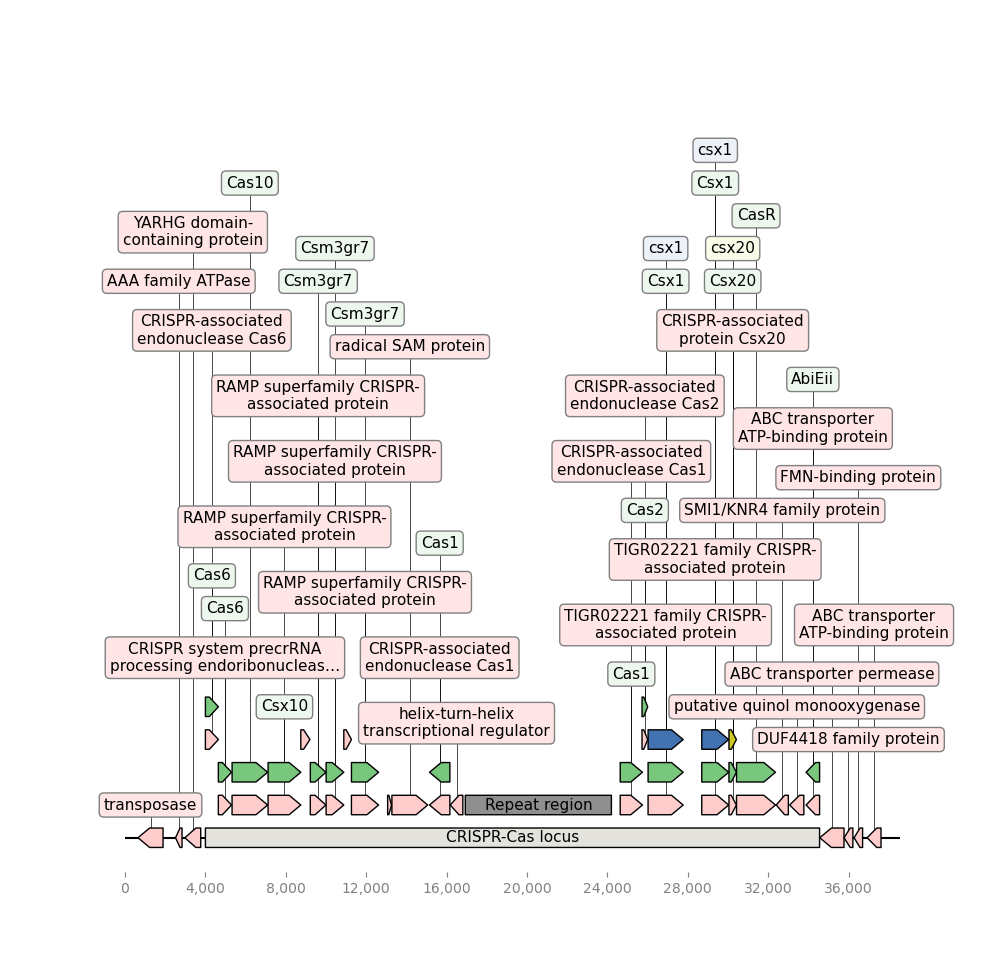 csx1
Cas10
Csx1
CasR
YARHG domain-
containing protein
Csm3gr7
csx1
csx20
AAA family ATPase
Csm3gr7
Csx1
Csx20
Csm3gr7
CRISPR-associated
endonuclease Cas6
CRISPR-associated
protein Csx20
radical SAM protein
AbiEii
RAMP superfamily CRISPR-
associated protein
CRISPR-associated
endonuclease Cas2
ABC transporter
ATP-binding protein
RAMP superfamily CRISPR-
associated protein
CRISPR-associated
endonuclease Cas1
FMN-binding protein
Cas2
SMI1/KNR4 family protein
RAMP superfamily CRISPR-
associated protein
Cas1
TIGR02221 family CRISPR-
associated protein
Cas6
RAMP superfamily CRISPR-
associated protein
Cas6
TIGR02221 family CRISPR-
associated protein
ABC transporter
ATP-binding protein
CRISPR system precrRNA
processing endoribonucleas...
CRISPR-associated
endonuclease Cas1
Cas1
ABC transporter permease
Csx10
putative quinol monooxygenase
helix-turn-helix
transcriptional regulator
DUF4418 family protein
transposase
Repeat region
CRISPR-Cas locus
0 4,000 8,000 12,000 16,000 20,000 24,000 28,000 32,000 36,000